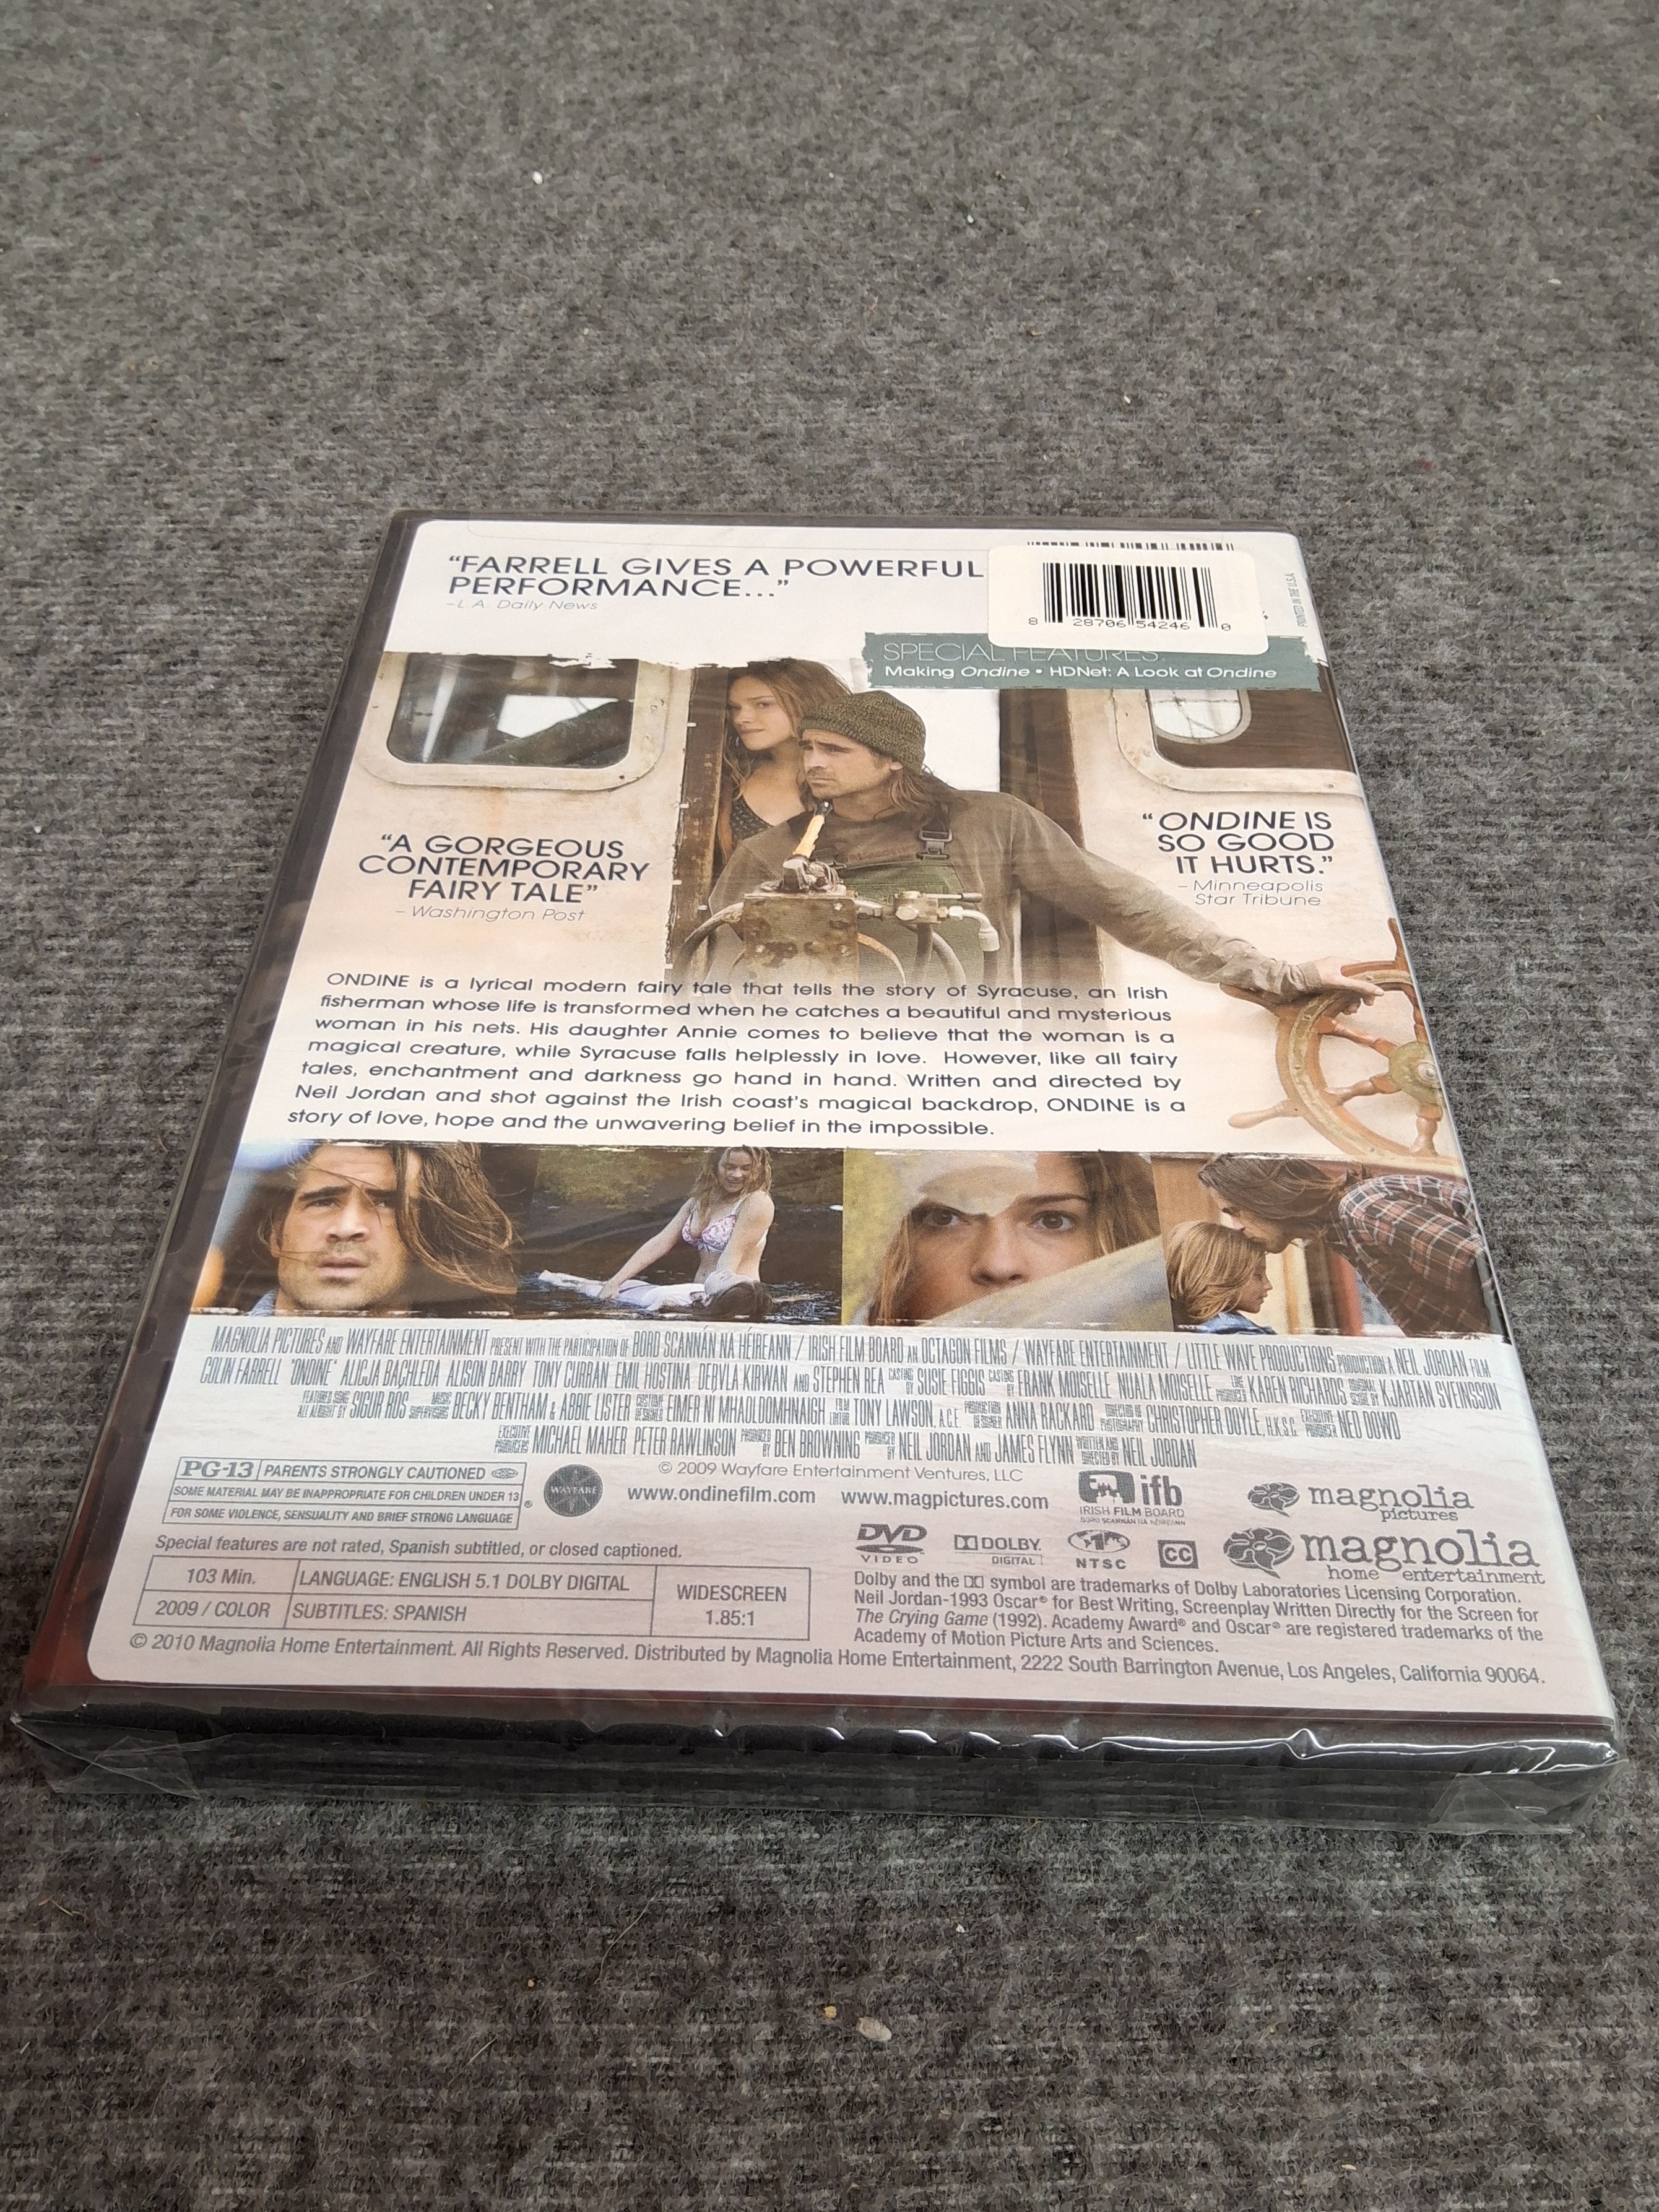 “FARRELL GIVES A POWERFUL
PERFORMANCE...”
–L.A. Daily News
8 28706 54246 0
PRINTED IN THE U.S.A.
SPECIAL FEATURES:
Making Ondine • HDNet: A Look at Ondine
“A GORGEOUS
CONTEMPORARY
FAIRY TALE”
– Washington Post
“ONDINE IS
SO GOOD
IT HURTS.”
– Minneapolis
Star Tribune
ONDINE is a lyrical modern fairy tale that tells the story of Syracuse, an Irish
fisherman whose life is transformed when he catches a beautiful and mysterious
woman in his nets. His daughter Annie comes to believe that the woman is a
magical creature, while Syracuse falls helplessly in love. However, like all fairy
tales, enchantment and darkness go hand in hand. Written and directed by
Neil Jordan and shot against the Irish coast's magical backdrop, ONDINE is a
story of love, hope and the unwavering belief in the impossible.
MAGNOLIA PICTURES AND WAYFARE ENTERTAINMENT PRESENT WITH THE PARTICIPATION OF BORD SCANNÁN NA HÉIREANN / IRISH FILM BOARD AN OCTAGON FILMS / WAYFARE ENTERTAINMENT / LITTLE WAVE PRODUCTIONS PRODUCTION A NEIL JORDAN FILM
COLIN FARRELL "ONDINE" ALICJA BACHLEDA ALISON BARRY TONY CURRAN EMIL HOSTINA DERVLA KIRWAN AND STEPHEN REA CASTING BY SUSIE FIGGIS CASTING BY FRANK MOISELLE NUALA MOISELLE LINE PRODUCER KAREN RICHARDS ORIGINAL SCORE BY KJARTAN SVEINSSON
FEATURED SONG ALL ALRIGHT BY SIGUR ROS MUSIC SUPERVISORS BECKY BENTHAM & ABBIE LISTER COSTUME DESIGNER EIMER NI MHAOLDOMHNAIGH FILM EDITOR TONY LAWSON, A.C.E. PRODUCTION DESIGNER ANNA RACKARD DIRECTOR OF PHOTOGRAPHY CHRISTOPHER DOYLE, H.K.S.C. EXECUTIVE PRODUCER NED DOWD
EXECUTIVE PRODUCERS MICHAEL MAHER PETER RAWLINSON PRODUCED BY BEN BROWNING PRODUCED BY NEIL JORDAN AND JAMES FLYNN WRITTEN AND DIRECTED BY NEIL JORDAN
PG-13 PARENTS STRONGLY CAUTIONED
SOME MATERIAL MAY BE INAPPROPRIATE FOR CHILDREN UNDER 13
FOR SOME VIOLENCE, SENSUALITY AND BRIEF STRONG LANGUAGE
®
WAYFARE
© 2009 Wayfare Entertainment Ventures, LLC
www.ondinefilm.com www.magpictures.com
ifb
IRISH FILM BOARD
BORD SCANNÁN NA HÉIREANN
magnolia
pictures
Special features are not rated, Spanish subtitled, or closed captioned.
DVD
VIDEO
DOLBY
DIGITAL
NTSC
CC
magnolia
home entertainment
103 Min.
LANGUAGE: ENGLISH 5.1 DOLBY DIGITAL
2009 / COLOR
SUBTITLES: SPANISH
WIDESCREEN
1.85:1
Dolby and the symbol are trademarks of Dolby Laboratories Licensing Corporation.
Neil Jordan-1993 Oscar® for Best Writing, Screenplay Written Directly for the Screen for
The Crying Game (1992). Academy Award® and Oscar® are registered trademarks of the
Academy of Motion Picture Arts and Sciences.
© 2010 Magnolia Home Entertainment. All Rights Reserved. Distributed by Magnolia Home Entertainment, 2222 South Barrington Avenue, Los Angeles, California 90064.